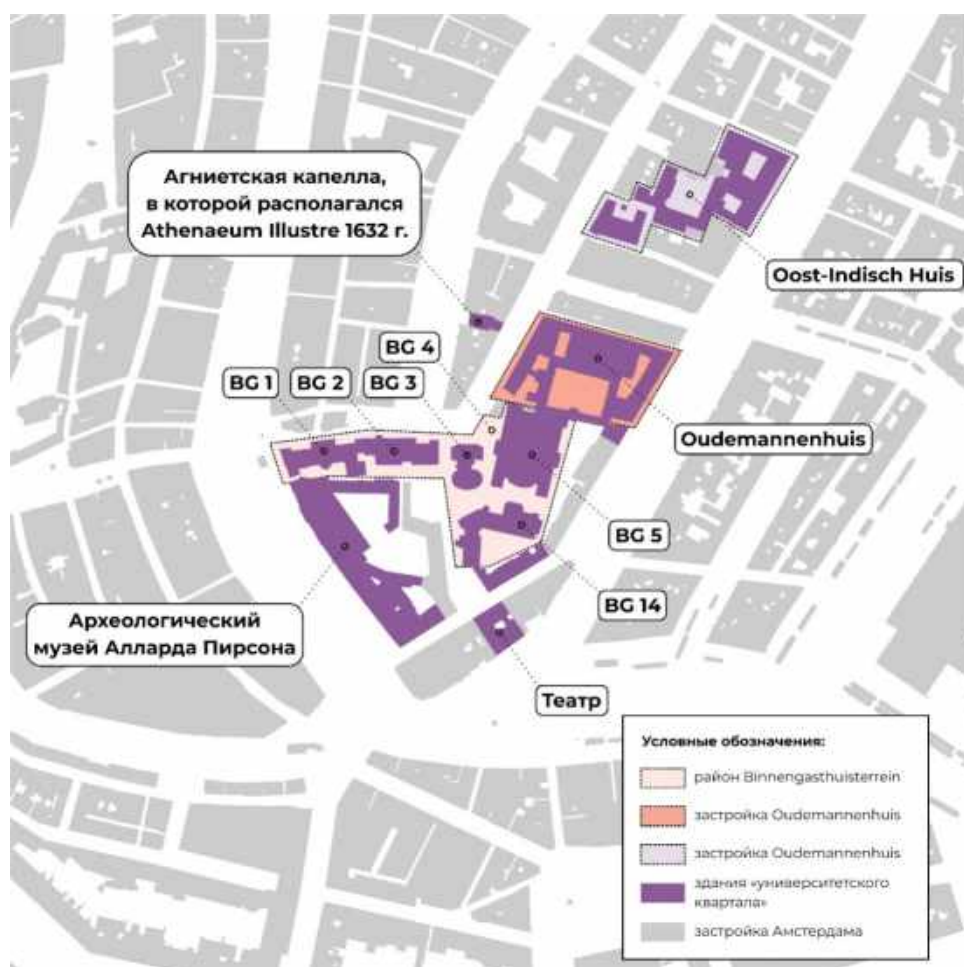 Агниетская капелла,
в которой располагался
Athenaeum Illustre 1632 г.
Oost-Indisch Huis
BG 4
BG 1
BG 2
BG 3
Oudemannenhuis
BG 5
BG 14
Археологический
музей Алларда Пирсона
Театр
Условные обозначения:
район Binnengasthuisterrein
застройка Oudemannenhuis
застройка Oudemannenhuis
здания «университетского
квартала»
застройка Амстердама